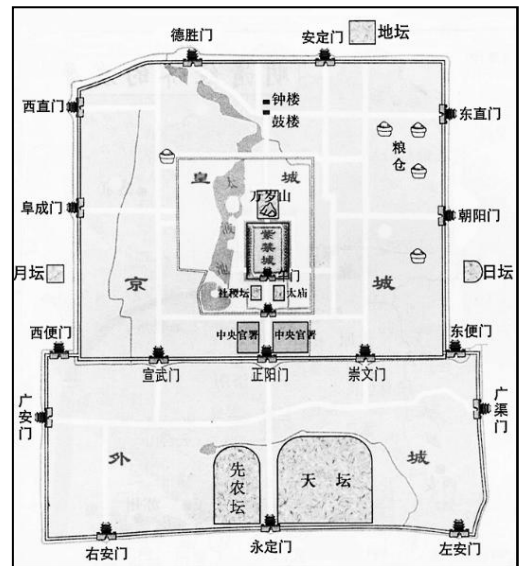 德胜门
安定门
地坛
西直门
钟楼
鼓楼
东直门
粮仓
皇城
太
万岁山
阜成门
朝阳门
紫禁城
月坛
京城
午门
日坛
社稷坛
太庙
西便门
中央官署
中央官署
东便门
宣武门
正阳门
崇文门
广安门
广渠门
外城
先农坛
天坛
右安门
永定门
左安门